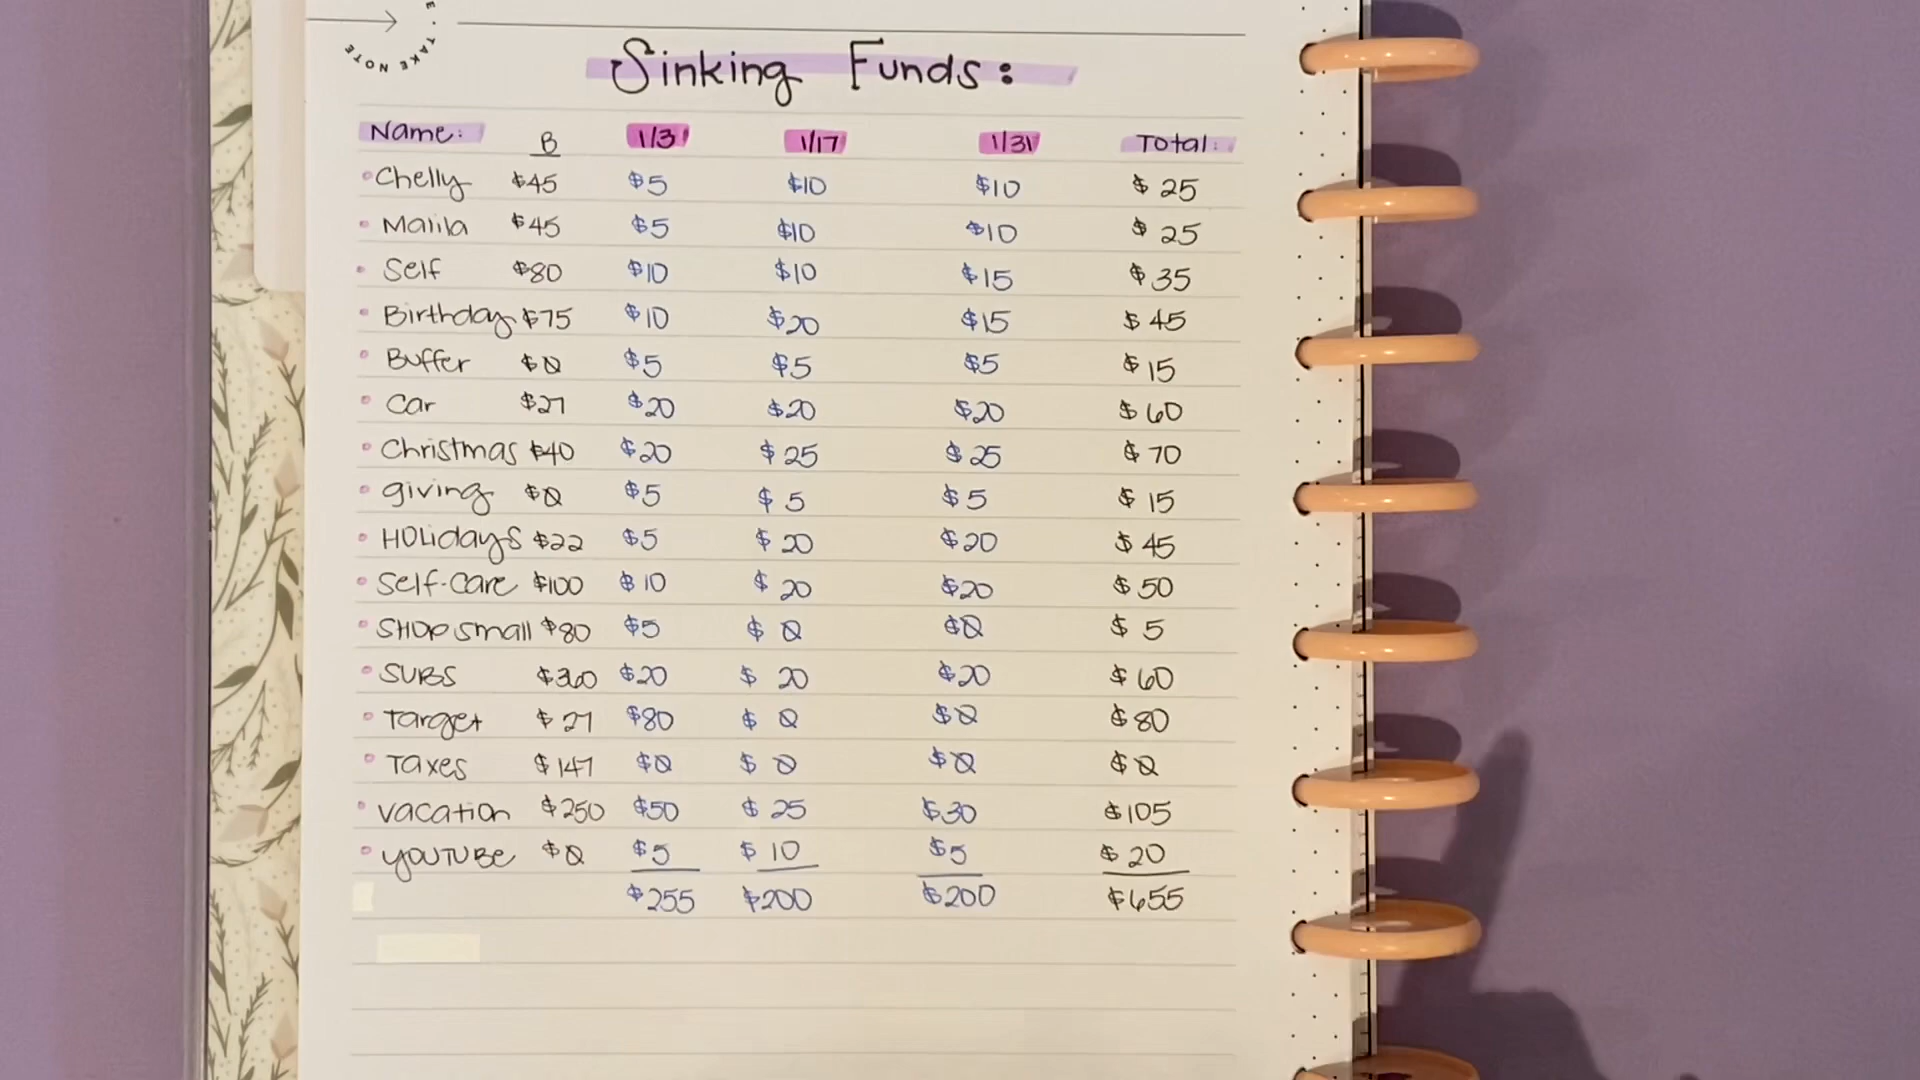 E • TAKE NOTE
Sinking Funds:
Name: B 1/3 1/17 1/31 Total:
Chelly $45 $5 $10 $10 $25
Malila $45 $5 $10 $10 $25
Self $80 $10 $10 $15 $35
Birthday $75 $10 $20 $15 $45
Buffer $0 $5 $5 $5 $15
Car $27 $20 $20 $20 $60
Christmas $40 $20 $25 $25 $70
giving $0 $5 $5 $5 $15
HOLidayS $22 $5 $20 $20 $45
Self-Care $100 $10 $20 $20 $50
SHOP small $80 $5 $0 $0 $5
SUBS $360 $20 $20 $20 $60
Target $27 $80 $0 $0 $80
Taxes $147 $0 $0 $0 $0
vacation $250 $50 $25 $30 $105
YOUTUBE $0 $5 $10 $5 $20
$255 $200 $200 $655